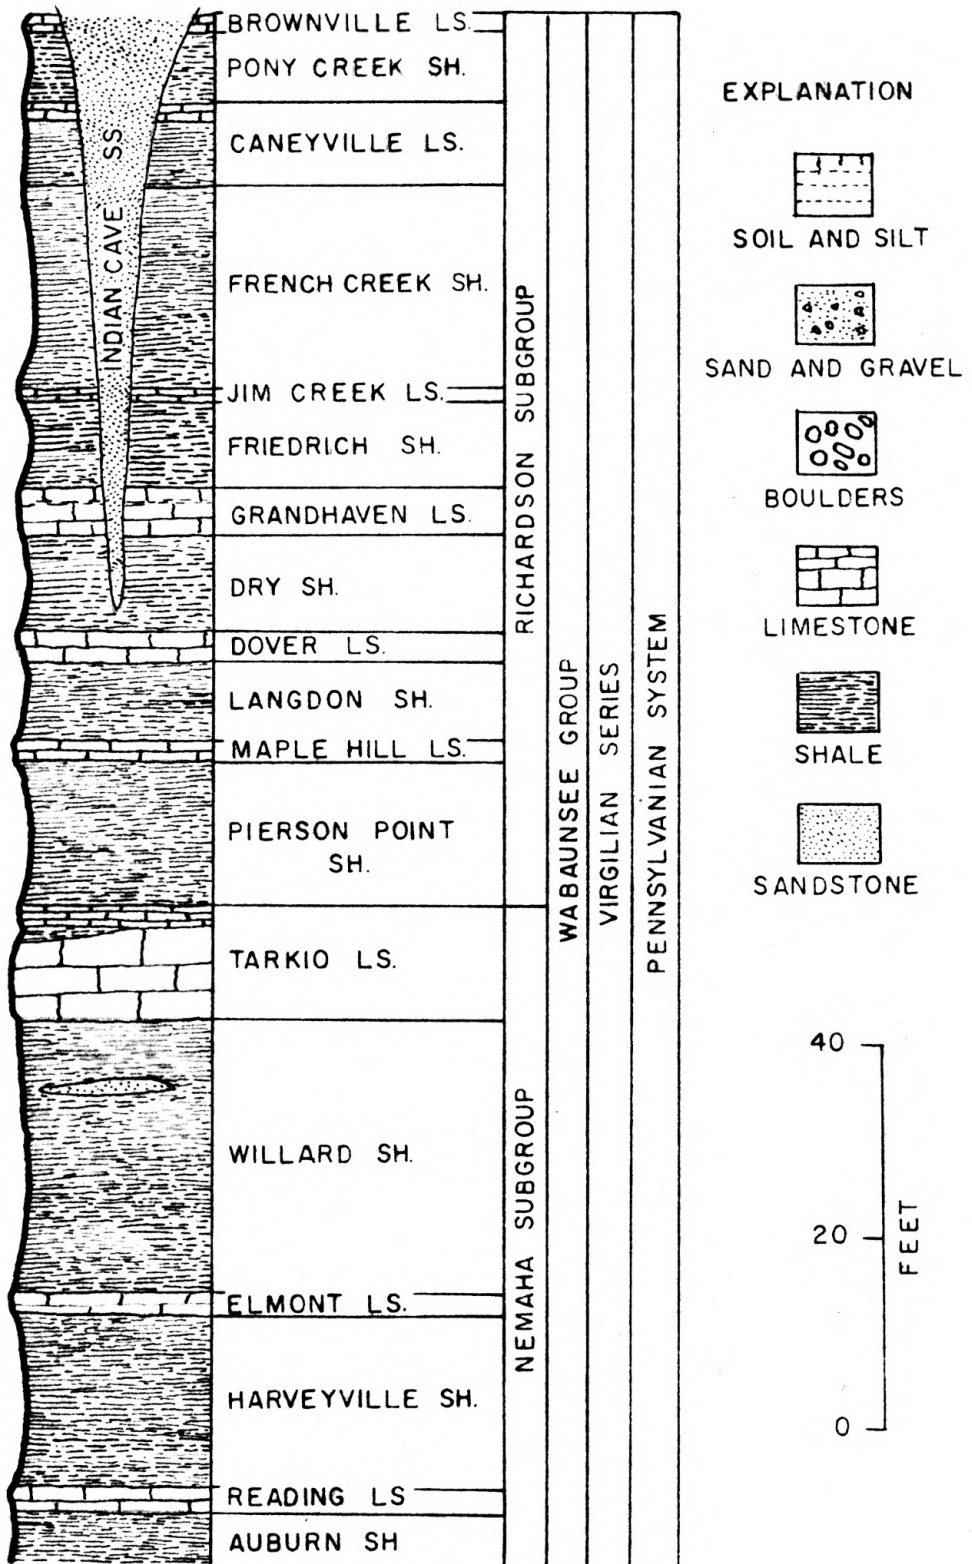 BROWNVILLE LS.
PONY CREEK SH.
CANEYVILLE LS.
FRENCH CREEK SH.
JIM CREEK LS.
FRIEDRICH SH.
GRANDHAVEN LS.
DRY SH.
DOVER LS.
LANGDON SH.
MAPLE HILL LS.
PIERSON POINT
SH.
TARKIO LS.
WILLARD SH.
ELMONT LS.
HARVEYVILLE SH.
READING LS
AUBURN SH
NDIAN CAVE SS
RICHARDSON SUBGROUP
NEMAHA SUBGROUP
WABAUNSEE GROUP
VIRGILIAN SERIES
PENNSYLVANIAN SYSTEM
EXPLANATION
SOIL AND SILT
SAND AND GRAVEL
BOULDERS
LIMESTONE
SHALE
SANDSTONE
40
20
0
FEET